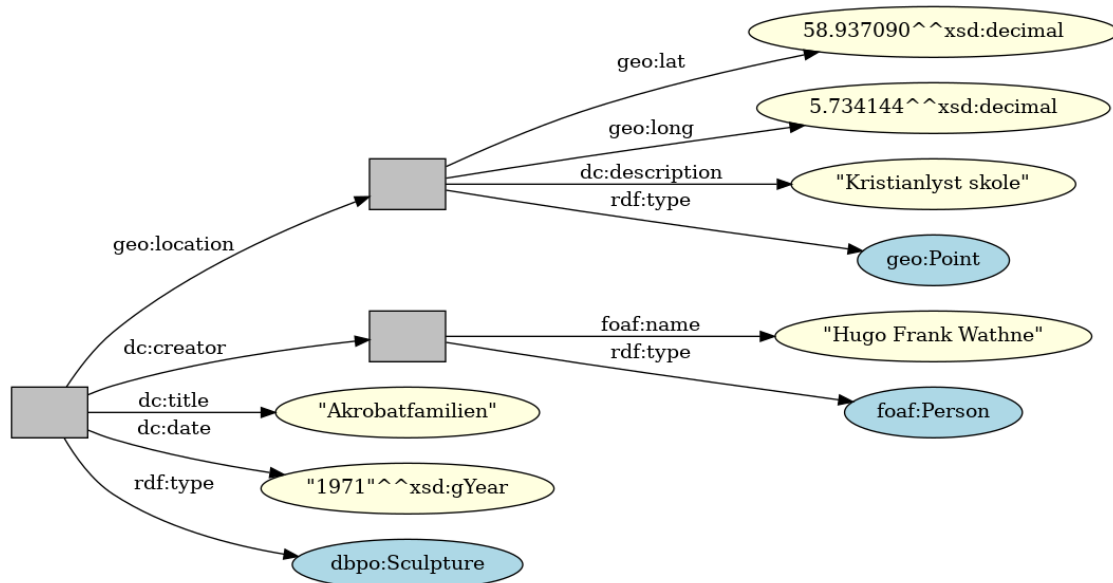 58.937090^^xsd:decimal
geo:lat
5.734144^^xsd:decimal
geo:long
dc:description
"Kristianlyst skole"
rdf:type
geo:location
geo:Point
foaf:name
"Hugo Frank Wathne"
dc:creator
rdf:type
dc:title
"Akrobatfamilien"
foaf:Person
dc:date
rdf:type
"1971"^^xsd:gYear
dbpo:Sculpture